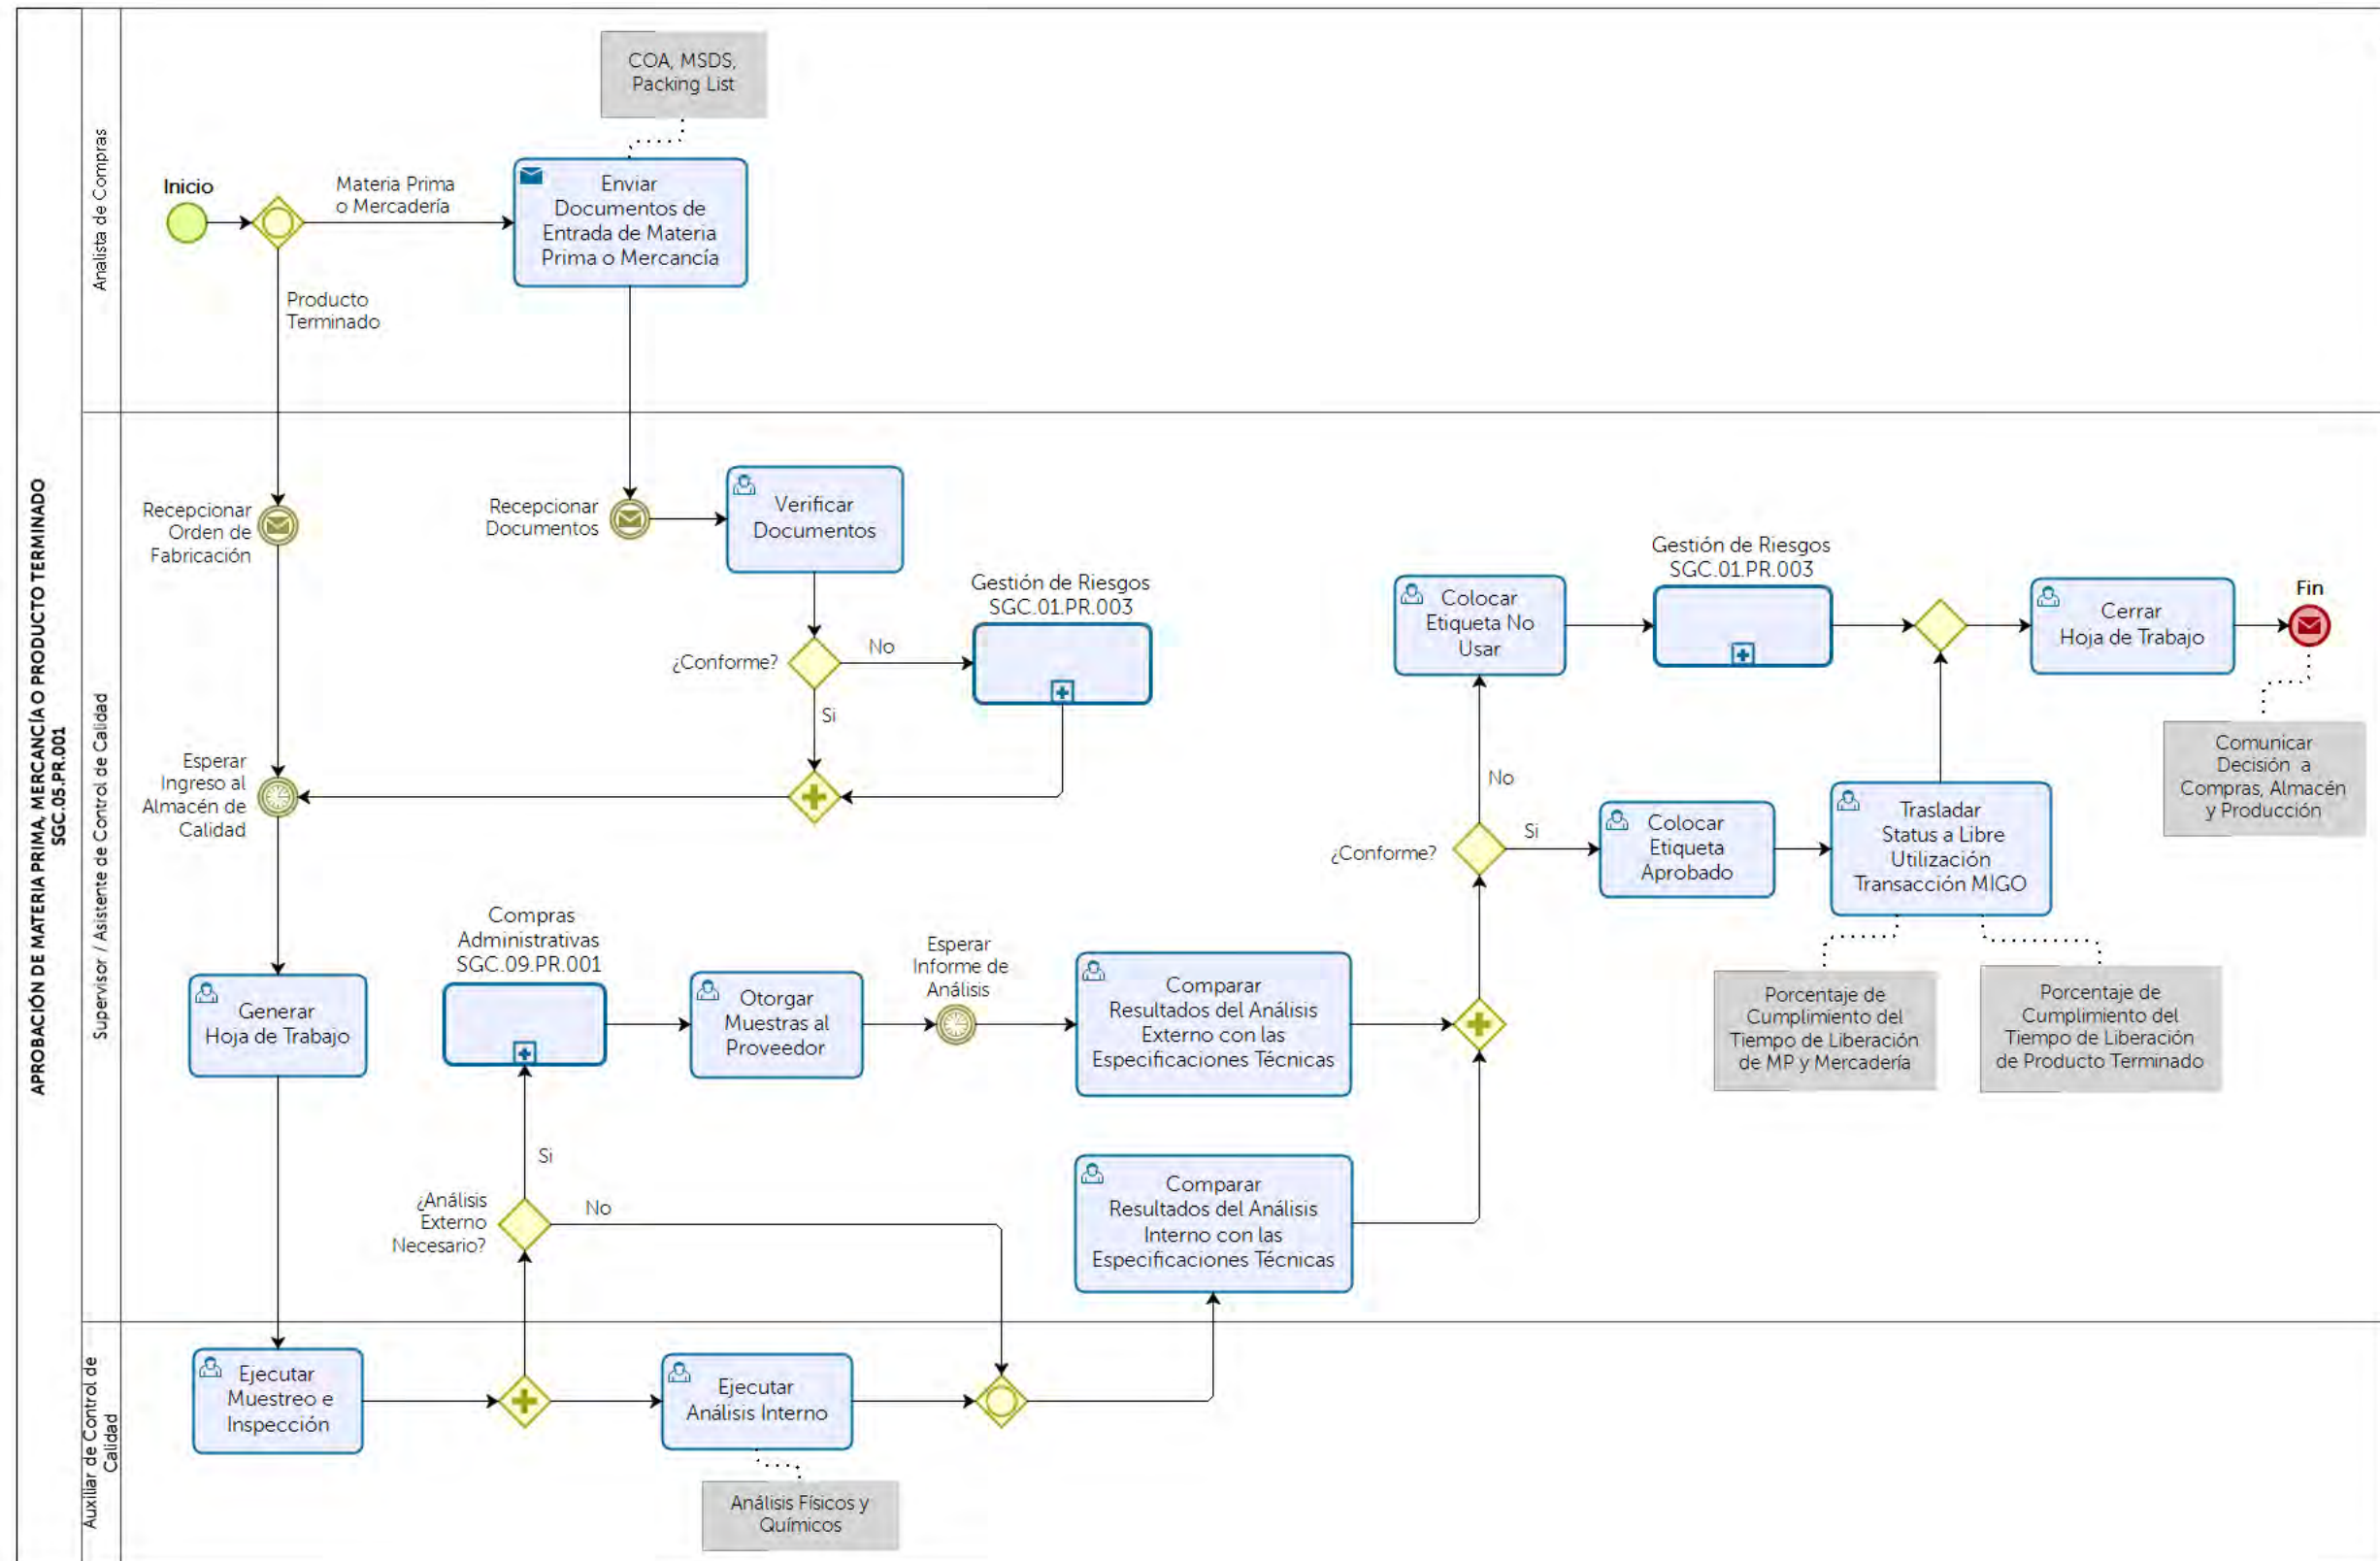 APROBACIÓN DE MATERIA PRIMA, MERCANCÍA O PRODUCTO TERMINADO
SGC.05.PR.001
Analista de Compras
COA, MSDS,
Packing List
Inicio
Materia Prima
o Mercadería
Enviar
Documentos de
Entrada de Materia
Prima o Mercancía
Producto
Terminado
Supervisor / Asistente de Control de Calidad
Recepcionar
Orden de
Fabricación
Recepcionar
Documentos
Verificar
Documentos
Gestión de Riesgos
SGC.01.PR.003
¿Conforme?
No
Si
Esperar
Ingreso al
Almacén de
Calidad
Generar
Hoja de Trabajo
Compras
Administrativas
SGC.09.PR.001
Otorgar
Muestras al
Proveedor
Esperar
Informe de
Análisis
Comparar
Resultados del Análisis
Externo con las
Especificaciones Técnicas
Si
¿Análisis
Externo
Necesario?
No
Comparar
Resultados del Análisis
Interno con las
Especificaciones Técnicas
Colocar
Etiqueta No
Usar
Gestión de Riesgos
SGC.01.PR.003
Cerrar
Hoja de Trabajo
Fin
Comunicar
Decisión a
Compras, Almacén
y Producción
No
¿Conforme?
Si
Colocar
Etiqueta
Aprobado
Trasladar
Status a Libre
Utilización
Transacción MIGO
Porcentaje de
Cumplimiento del
Tiempo de Liberación
de MP y Mercadería
Porcentaje de
Cumplimiento del
Tiempo de Liberación
de Producto Terminado
Auxiliar de Control de
Calidad
Ejecutar
Muestreo e
Inspección
Ejecutar
Análisis Interno
Análisis Físicos y
Químicos